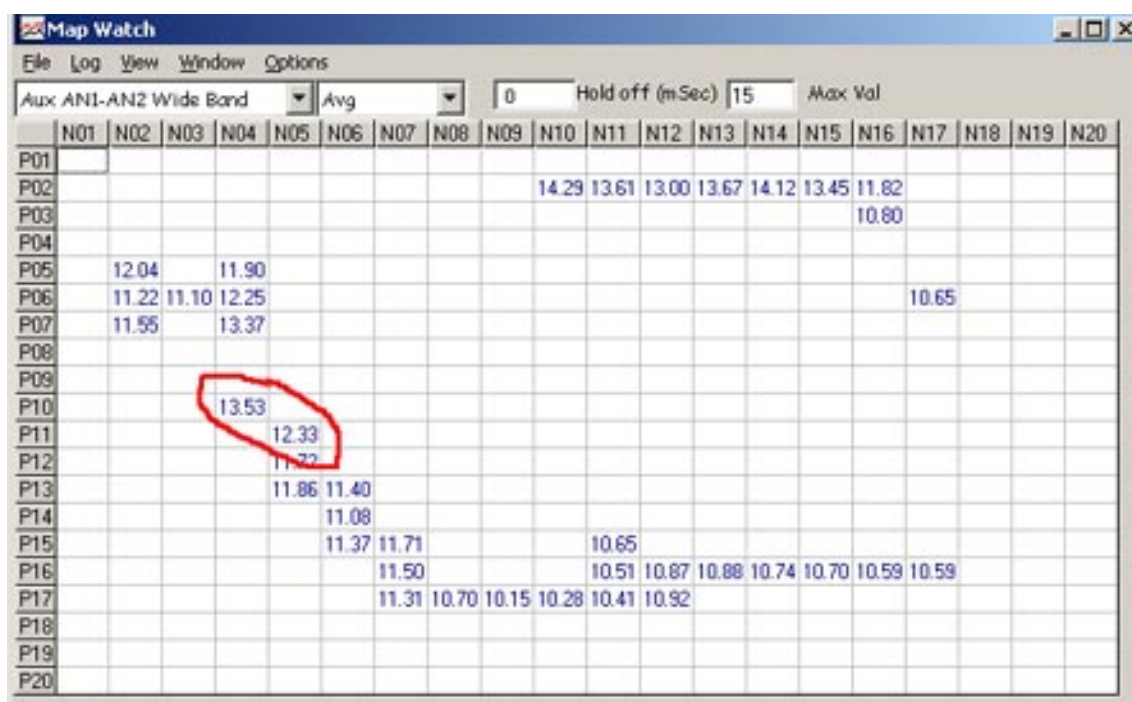 Map Watch
File Log View Window Options
Aux AN1-AN2 Wide Band Avg 0 Hold off (mSec) 15 Max Val
N01 N02 N03 N04 N05 N06 N07 N08 N09 N10 N11 N12 N13 N14 N15 N16 N17 N18 N19 N20
P01
P02 14.29 13.61 13.00 13.67 14.12 13.45 11.82
P03 10.80
P04
P05 12.04 11.90
P06 11.22 11.10 12.25 10.65
P07 11.55 13.37
P08
P09
P10 13.53
P11 12.33
P12 11.72
P13 11.86 11.40
P14 11.08
P15 11.37 11.71 10.65
P16 11.50 10.51 10.87 10.88 10.74 10.70 10.59 10.59
P17 11.31 10.70 10.15 10.28 10.41 10.92
P18
P19
P20